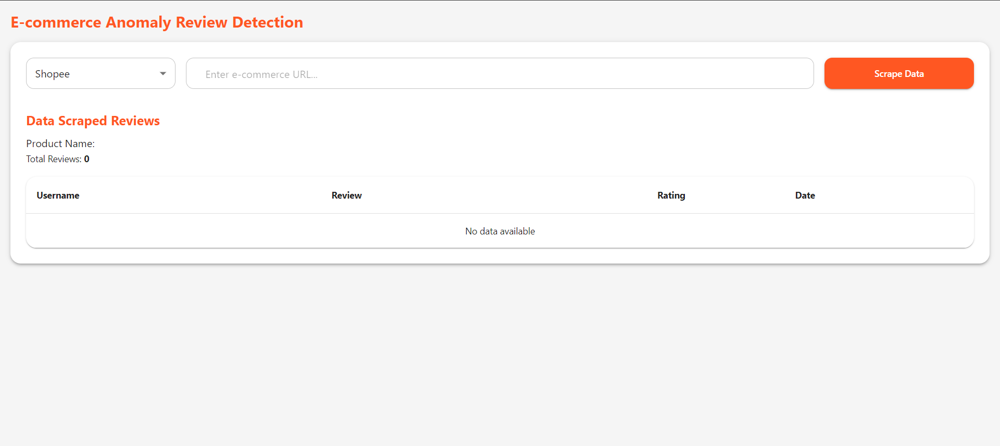 E-commerce Anomaly Review Detection
Shopee
Enter e-commerce URL...
Scrape Data
Data Scraped Reviews
Product Name:
Total Reviews: 0
Username Review Rating Date
No data available